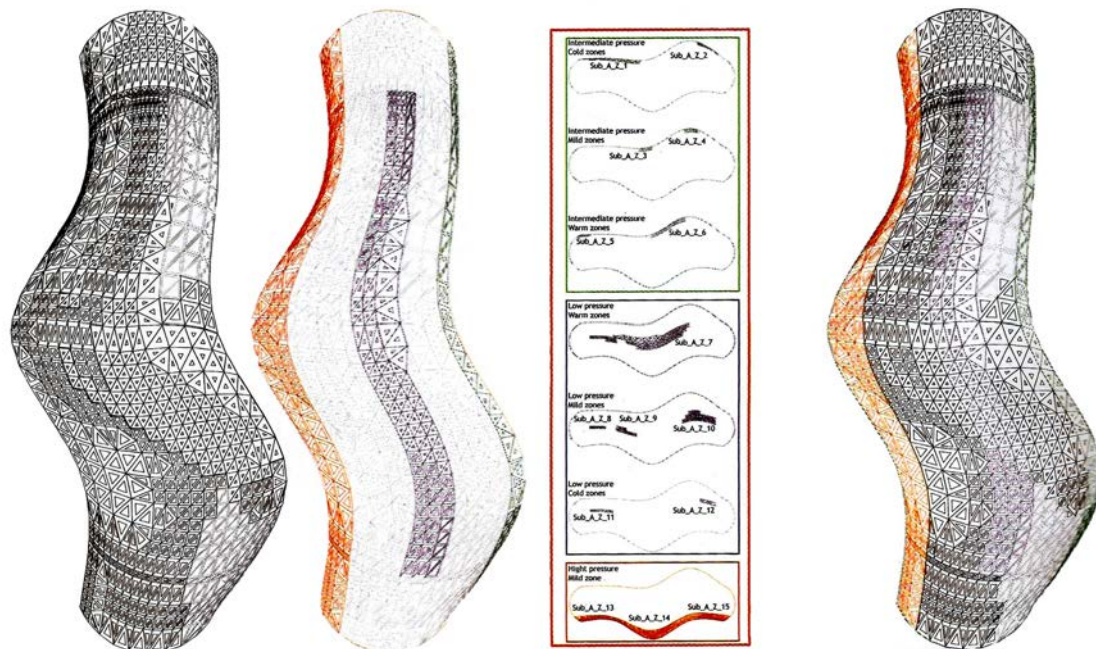 Intermediate pressure
Cold zones
Sub_A_Z_1
Sub_A_Z_2
Intermediate pressure
Mild zones
Sub_A_Z_3
Sub_A_Z_4
Intermediate pressure
Warm zones
Sub_A_Z_5
Sub_A_Z_6
Low pressure
Warm zones
Sub_A_Z_7
Low pressure
Mild zones
Sub_A_Z_8 Sub_A_Z_9
Sub_A_Z_10
Low pressure
Cold zones
Sub_A_Z_11
Sub_A_Z_12
Hight pressure
Mild zone
Sub_A_Z_13 Sub_A_Z_15
Sub_A_Z_14